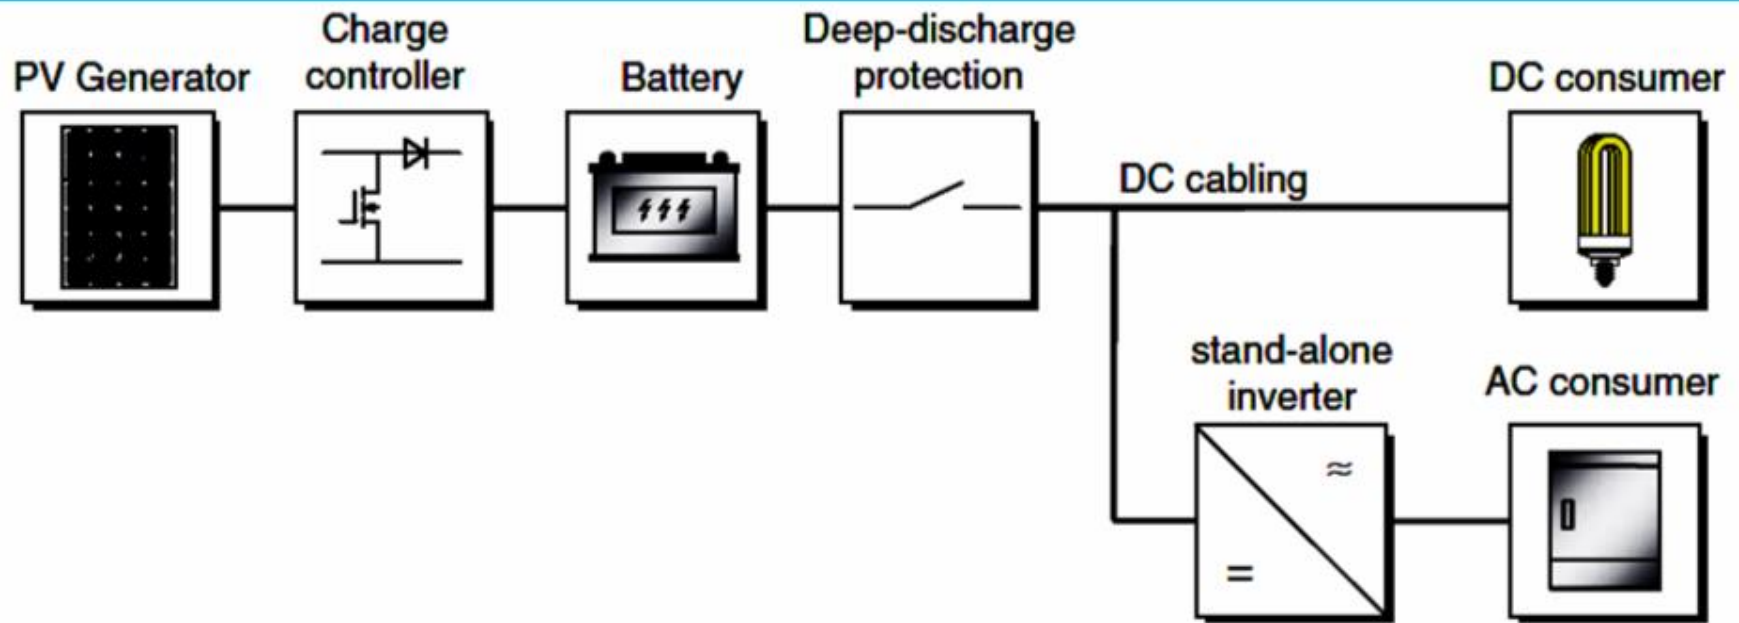 PV Generator
Charge
controller
Battery
Deep-discharge
protection
DC consumer
DC cabling
stand-alone
inverter
AC consumer
≈
=